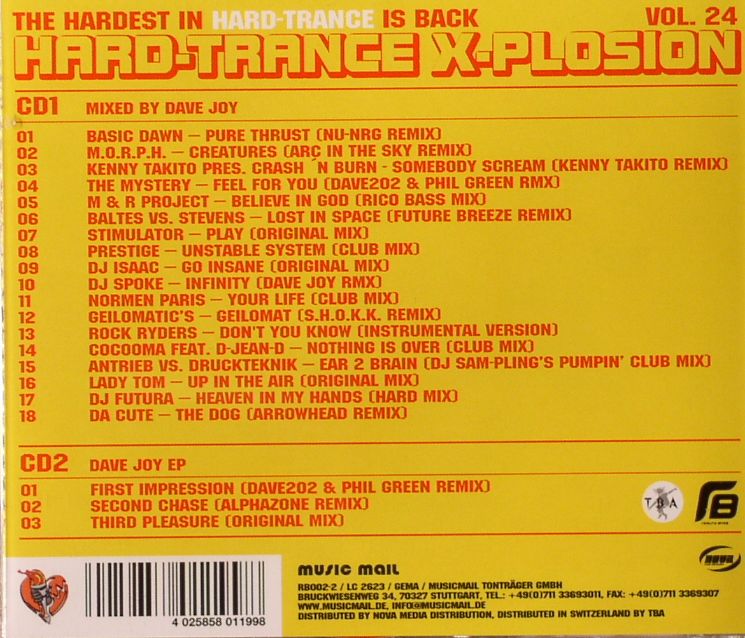 THE HARDEST IN HARD-TRANCE IS BACK VOL. 24
HARD-TRANCE X-PLOSION
CD1 MIXED BY DAVE JOY
01 BASIC DAWN – PURE THRUST (NU-NRG REMIX)
02 M.O.R.P.H. – CREATURES (ARC IN THE SKY REMIX)
03 KENNY TAKITO PRES. CRASH ´N BURN - SOMEBODY SCREAM (KENNY TAKITO REMIX)
04 THE MYSTERY – FEEL FOR YOU (DAVE202 & PHIL GREEN RMX)
05 M & R PROJECT – BELIEVE IN GOD (RICO BASS MIX)
06 BALTES VS. STEVENS – LOST IN SPACE (FUTURE BREEZE REMIX)
07 STIMULATOR – PLAY (ORIGINAL MIX)
08 PRESTIGE – UNSTABLE SYSTEM (CLUB MIX)
09 DJ ISAAC – GO INSANE (ORIGINAL MIX)
10 DJ SPOKE – INFINITY (DAVE JOY RMX)
11 NORMEN PARIS – YOUR LIFE (CLUB MIX)
12 GEILOMATIC'S – GEILOMAT (S.H.O.K.K. REMIX)
13 ROCK RYDERS – DON'T YOU KNOW (INSTRUMENTAL VERSION)
14 COCOOMA FEAT. D-JEAN-D – NOTHING IS OVER (CLUB MIX)
15 ANTRIEB VS. DRUCKTEKNIK – EAR 2 BRAIN (DJ SAM-PLING'S PUMPIN' CLUB MIX)
16 LADY TOM – UP IN THE AIR (ORIGINAL MIX)
17 DJ FUTURA – HEAVEN IN MY HANDS (HARD MIX)
18 DA CUTE – THE DOG (ARROWHEAD REMIX)
CD2 DAVE JOY EP
01 FIRST IMPRESSION (DAVE202 & PHIL GREEN REMIX)
02 SECOND CHASE (ALPHAZONE REMIX)
03 THIRD PLEASURE (ORIGINAL MIX)
TBA
RB
4 025858 011998
MUSIC MAIL
RB002-2 / LC 2623 / GEMA / MUSICMAIL TONTRÄGER GMBH
BRUCKWIESENWEG 34, 70327 STUTTGART, TEL.: +49(0)711 33693011, FAX: +49(0)711 3369307
WWW.MUSICMAIL.DE, INFO@MUSICMAIL.DE
DISTRIBUTED BY NOVA MEDIA DISTRIBUTION, DISTRIBUTED IN SWITZERLAND BY TBA